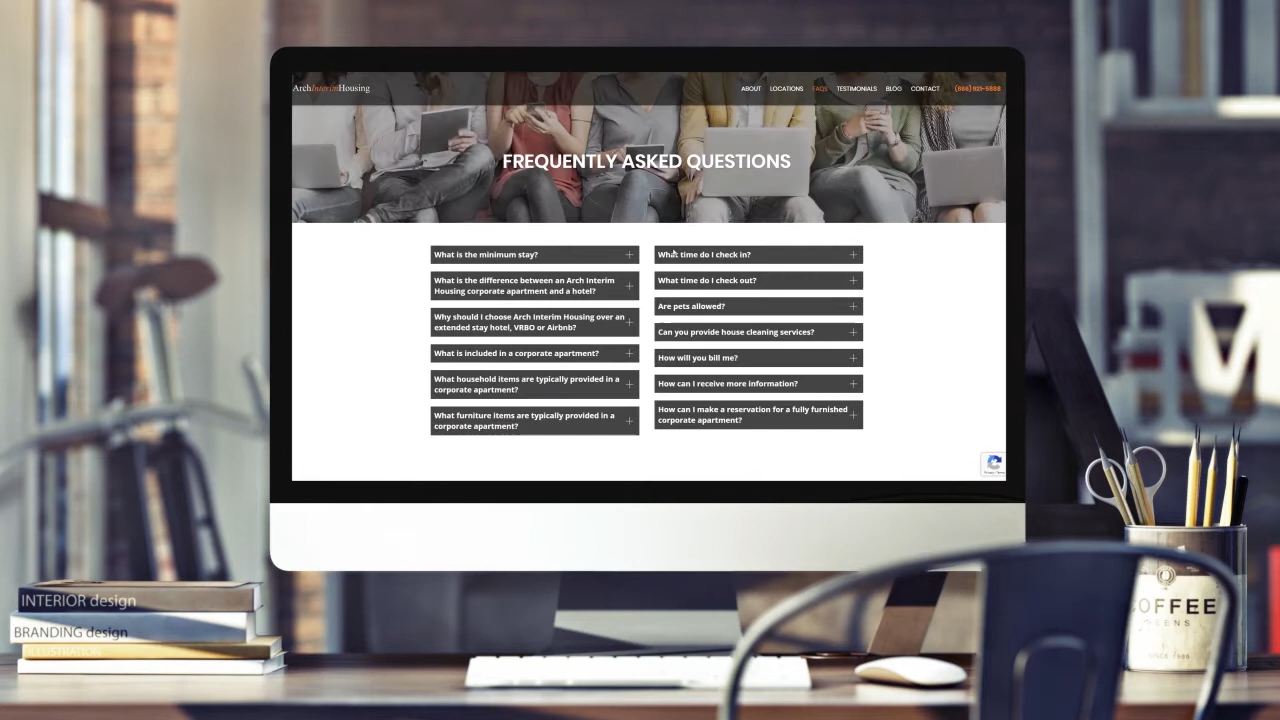 ArchInterimHousing
ABOUT LOCATIONS FAQs TESTIMONIALS BLOG CONTACT
FREQUENTLY ASKED QUESTIONS
What is the minimum stay?
What is the difference between an Arch Interim
Housing corporate apartment and a hotel?
Why should I choose Arch Interim Housing over an
extended stay hotel, VRBO or Airbnb?
What is included in a corporate apartment?
What household items are typically provided in a
corporate apartment?
What furniture items are typically provided in a
corporate apartment?
What time do I check in?
What time do I check out?
Are pets allowed?
Can you provide house cleaning services?
How will you bill me?
How can I receive more information?
How can I make a reservation for a fully furnished
corporate apartment?
INTERIOR design
BRANDING design
ILLUSTRATION
OFFEE
EENS
SINCE